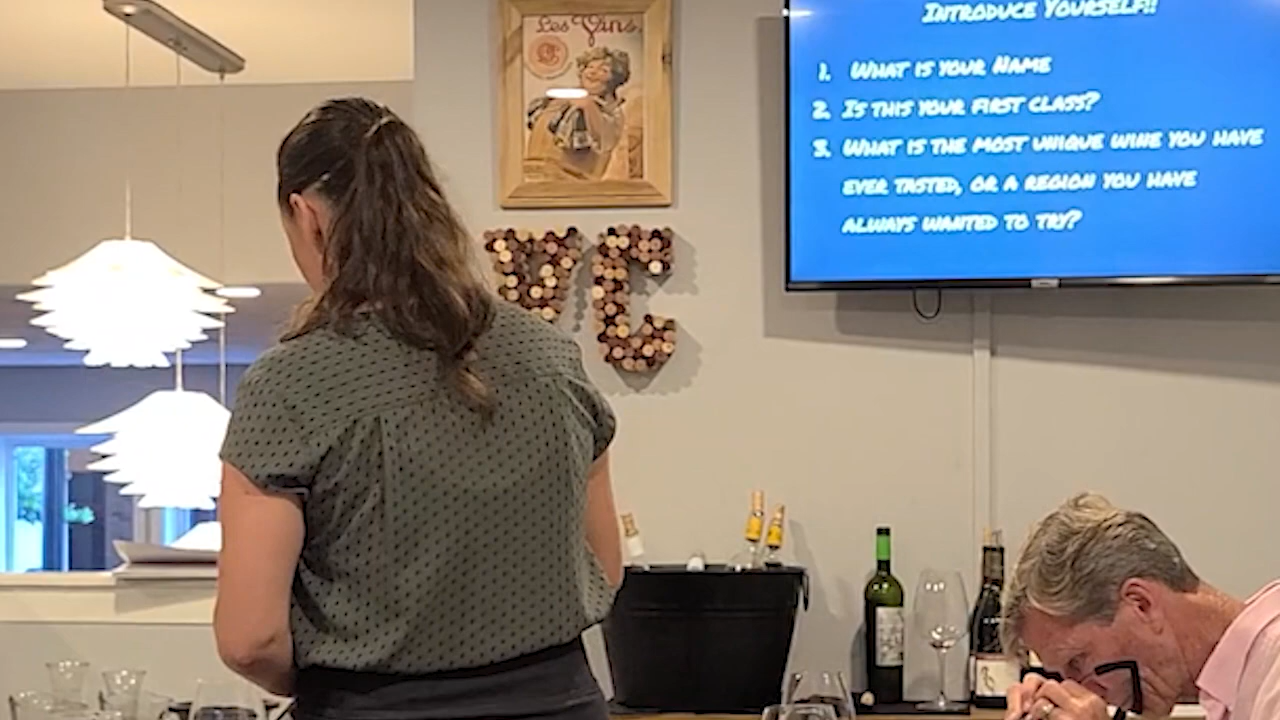 Les Vins.
INTRODUCE YOURSELF!!
1. WHAT IS YOUR NAME
2. IS THIS YOUR FIRST CLASS?
3. WHAT IS THE MOST UNIQUE WINE YOU HAVE
EVER TASTED, OR A REGION YOU HAVE
ALWAYS WANTED TO TRY?
VC